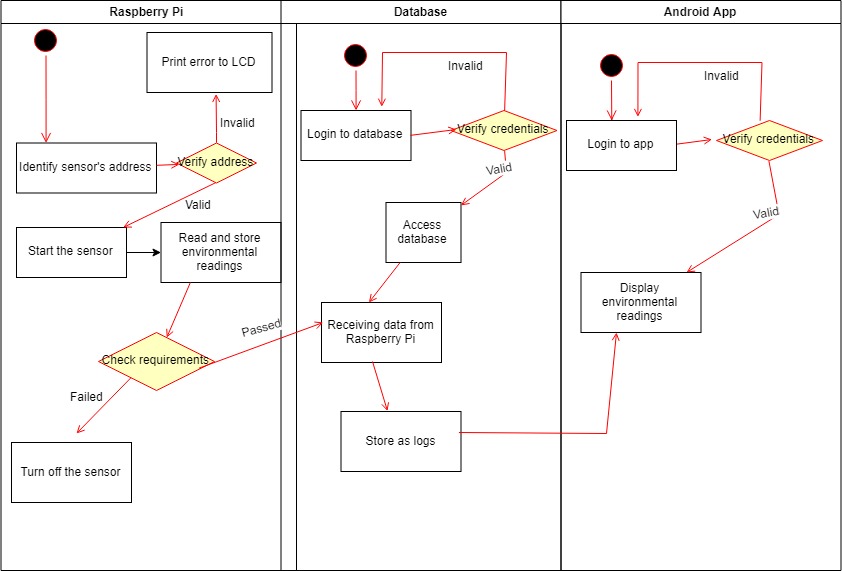 Raspberry Pi
Database
Android App
Print error to LCD
Invalid
Identify sensor's address
Verify address
Valid
Start the sensor
Read and store
environmental
readings
Check requirements
Passed
Failed
Turn off the sensor
Invalid
Login to database
Verify credentials
Valid
Access
database
Receiving data from
Raspberry Pi
Store as logs
Invalid
Login to app
Verify credentials
Valid
Display
environmental
readings